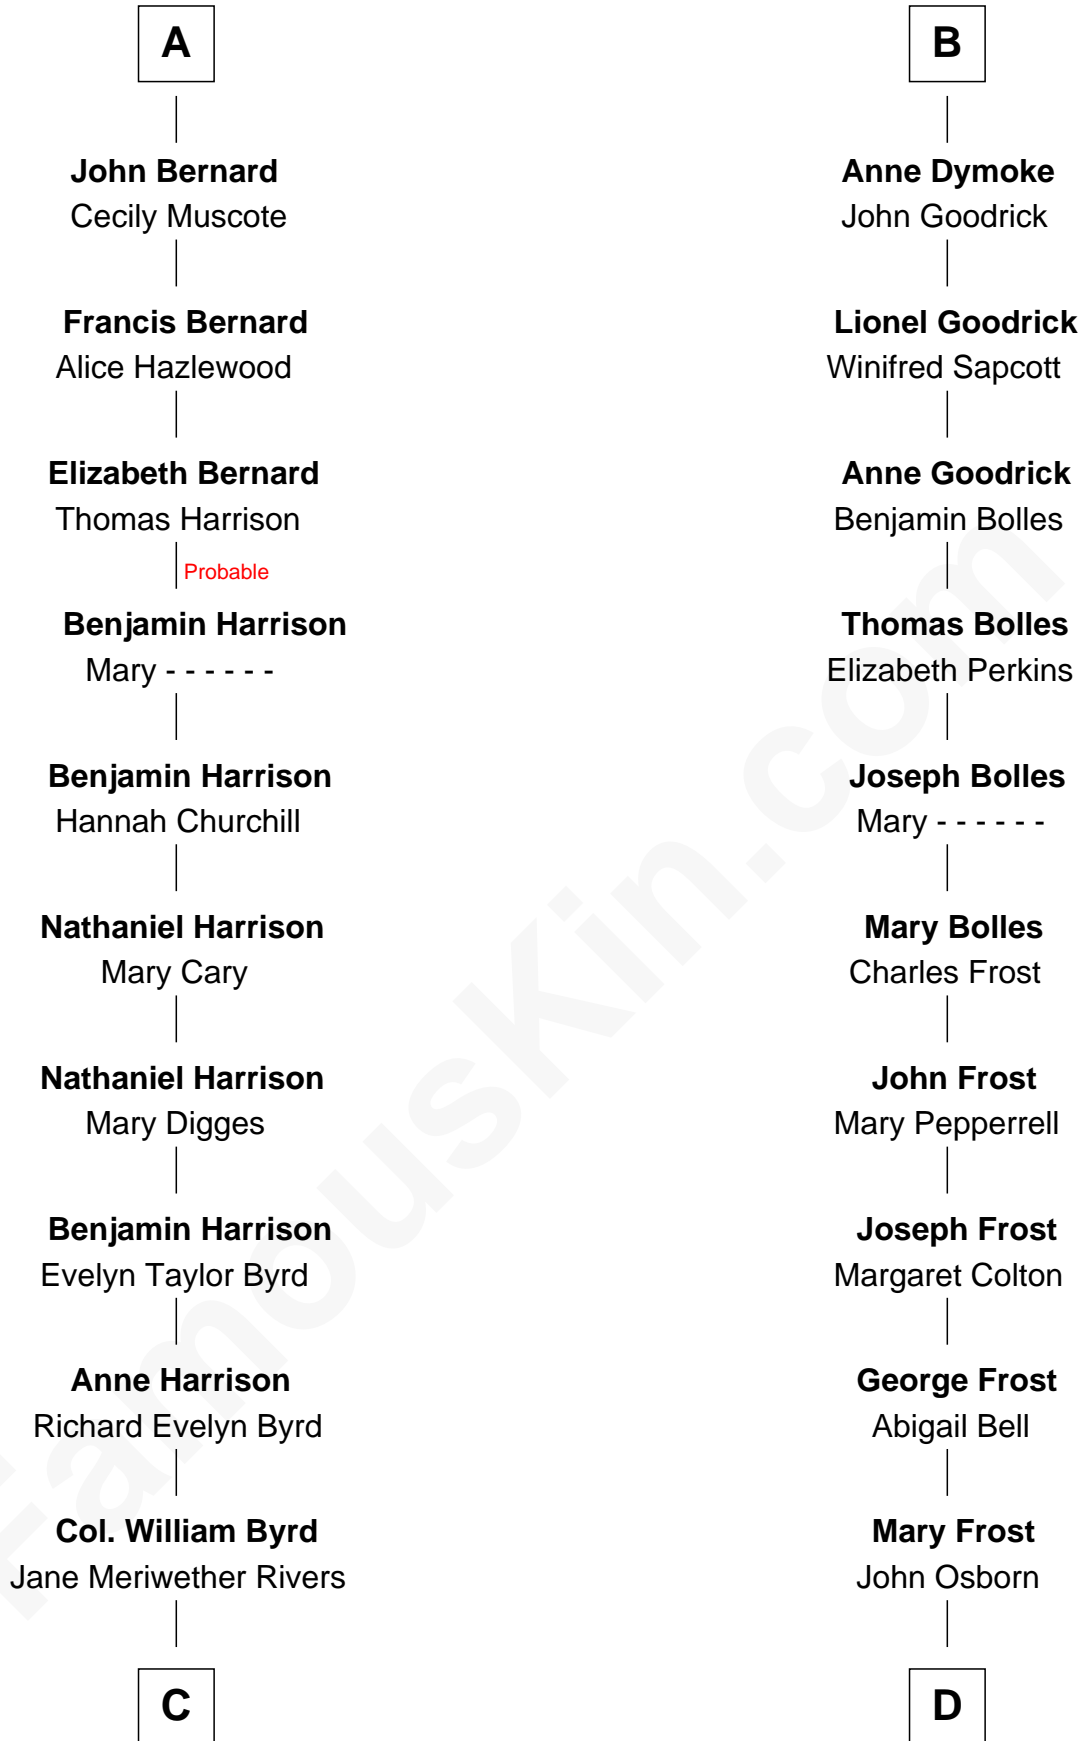 A
John Bernard
Cecily Muscote
Francis Bernard
Alice Hazlewood
Elizabeth Bernard
Thomas Harrison
Probable
Benjamin Harrison
Mary - - - - - -
Benjamin Harrison
Hannah Churchill
Nathaniel Harrison
Mary Cary
Nathaniel Harrison
Mary Digges
Benjamin Harrison
Evelyn Taylor Byrd
Anne Harrison
Richard Evelyn Byrd
Col. William Byrd
Jane Meriwether Rivers
C
B
Anne Dymoke
John Goodrick
Lionel Goodrick
Winifred Sapcott
Anne Goodrick
Benjamin Bolles
Thomas Bolles
Elizabeth Perkins
Joseph Bolles
Mary - - - - - -
Mary Bolles
Charles Frost
John Frost
Mary Pepperrell
Joseph Frost
Margaret Colton
George Frost
Abigail Bell
Mary Frost
John Osborn
D
FamousKin.com